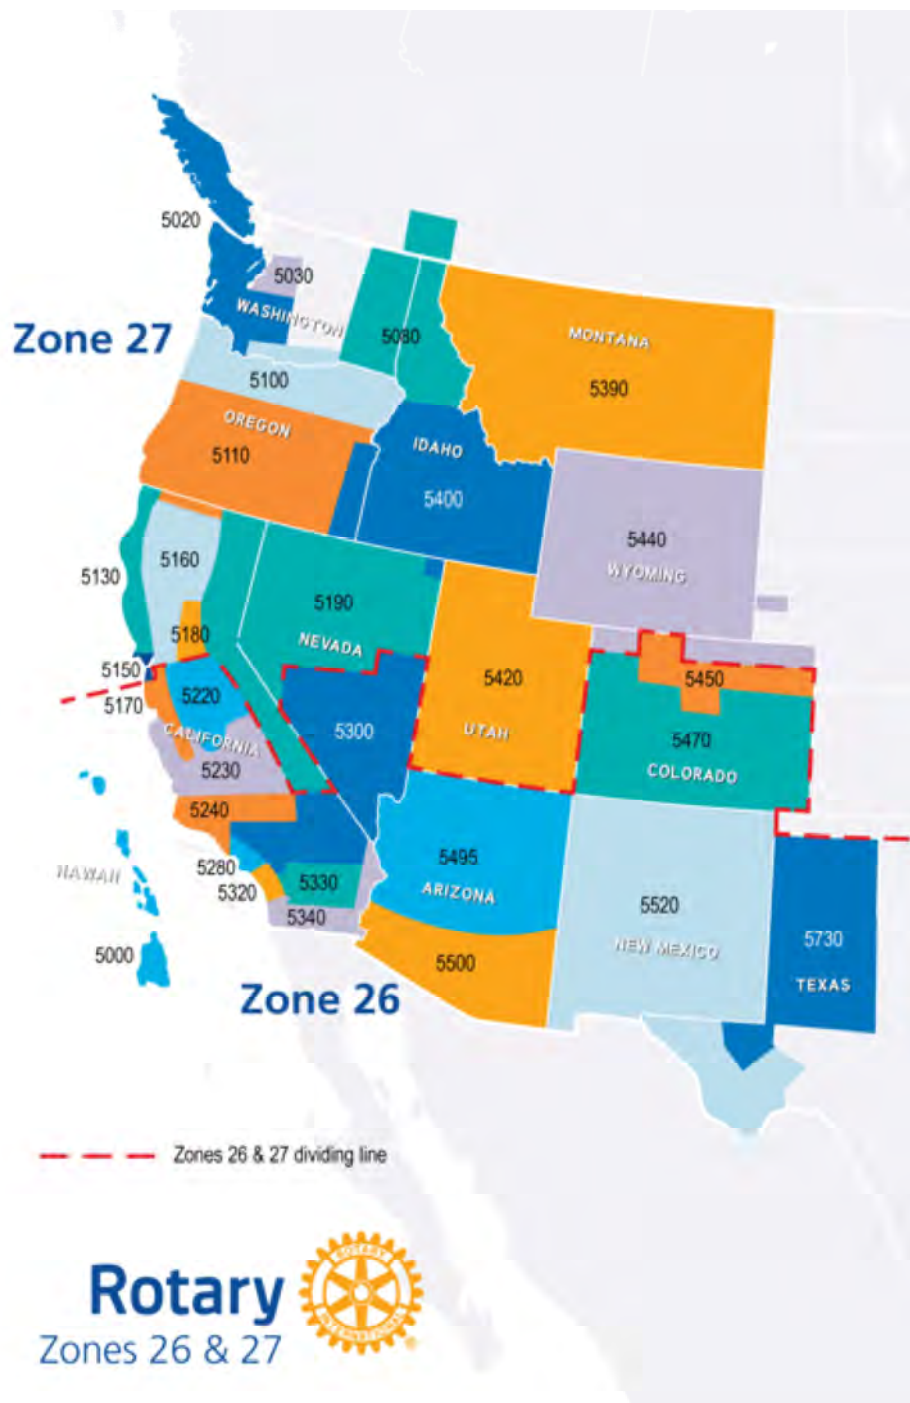 5020
5030
WASHINGTON
Zone 27
5080
MONTANA
5390
5100
OREGON
5110
IDAHO
5400
5440
WYOMING
5130
5160
5190
NEVADA
5180
5150
5170
5220
5420
5450
CALIFORNIA
5300
UTAH
5470
COLORADO
5230
5240
5280
5320
5330
5340
5495
ARIZONA
HAWAII
5520
NEW MEXICO
5730
TEXAS
5000
5500
Zone 26
Zones 26 & 27 dividing line
Rotary
ROTARY
INTERNATIONAL
Zones 26 & 27